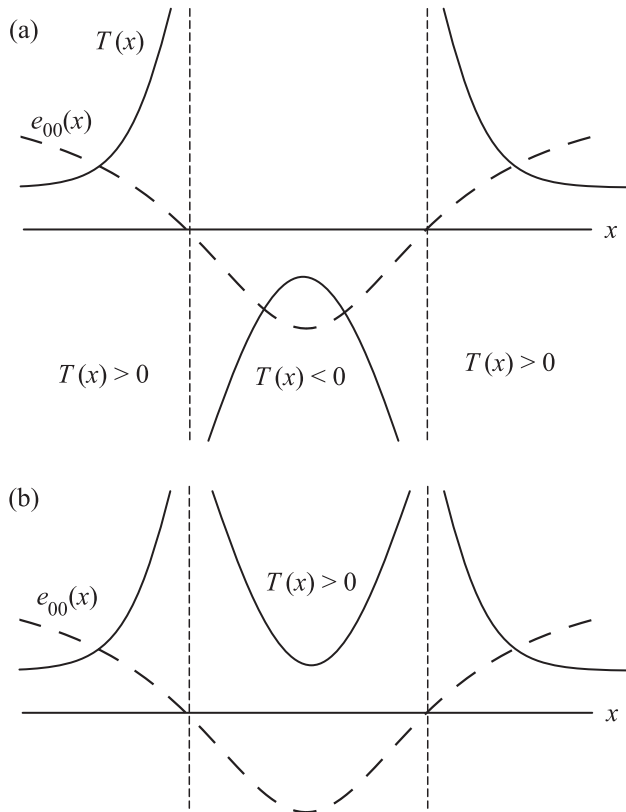 (a)
T(x)
e₀₀(x)
x
T(x) > 0
T(x) < 0
T(x) > 0
(b)
T(x) > 0
e₀₀(x)
x